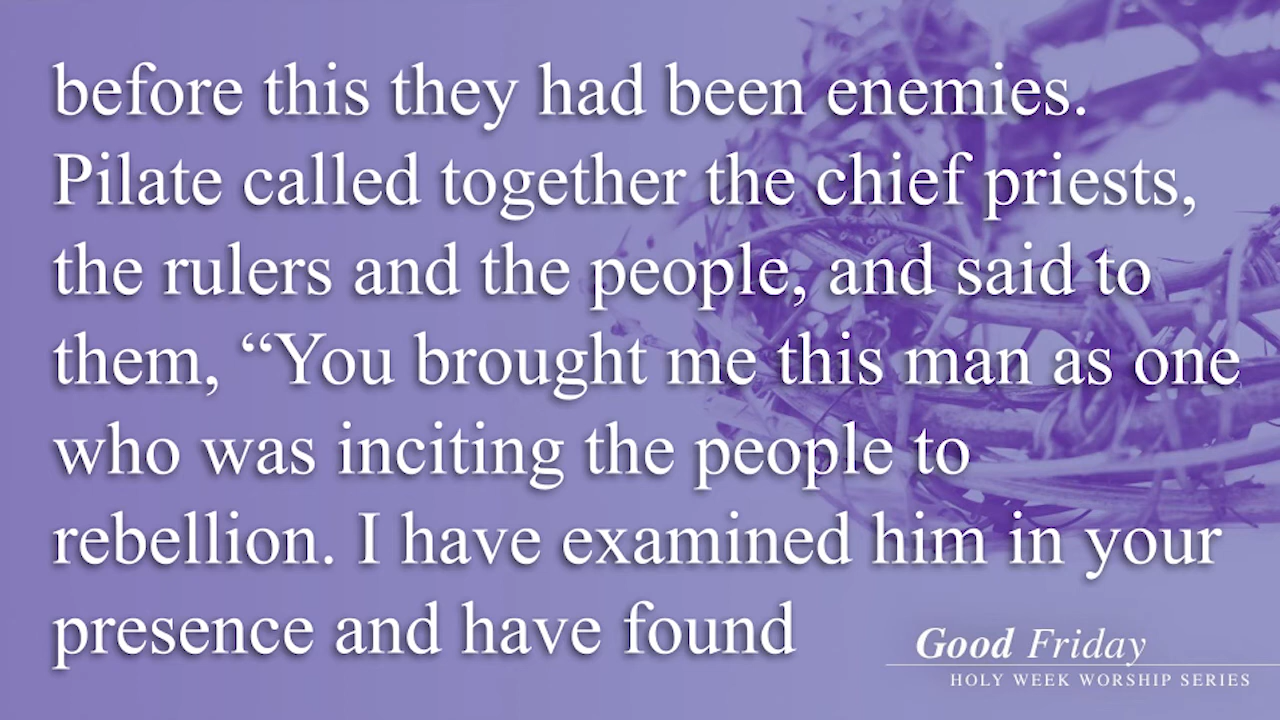 before this they had been enemies.
Pilate called together the chief priests,
the rulers and the people, and said to
them, “You brought me this man as one
who was inciting the people to
rebellion. I have examined him in your
presence and have found
Good Friday
HOLY WEEK WORSHIP SERIES